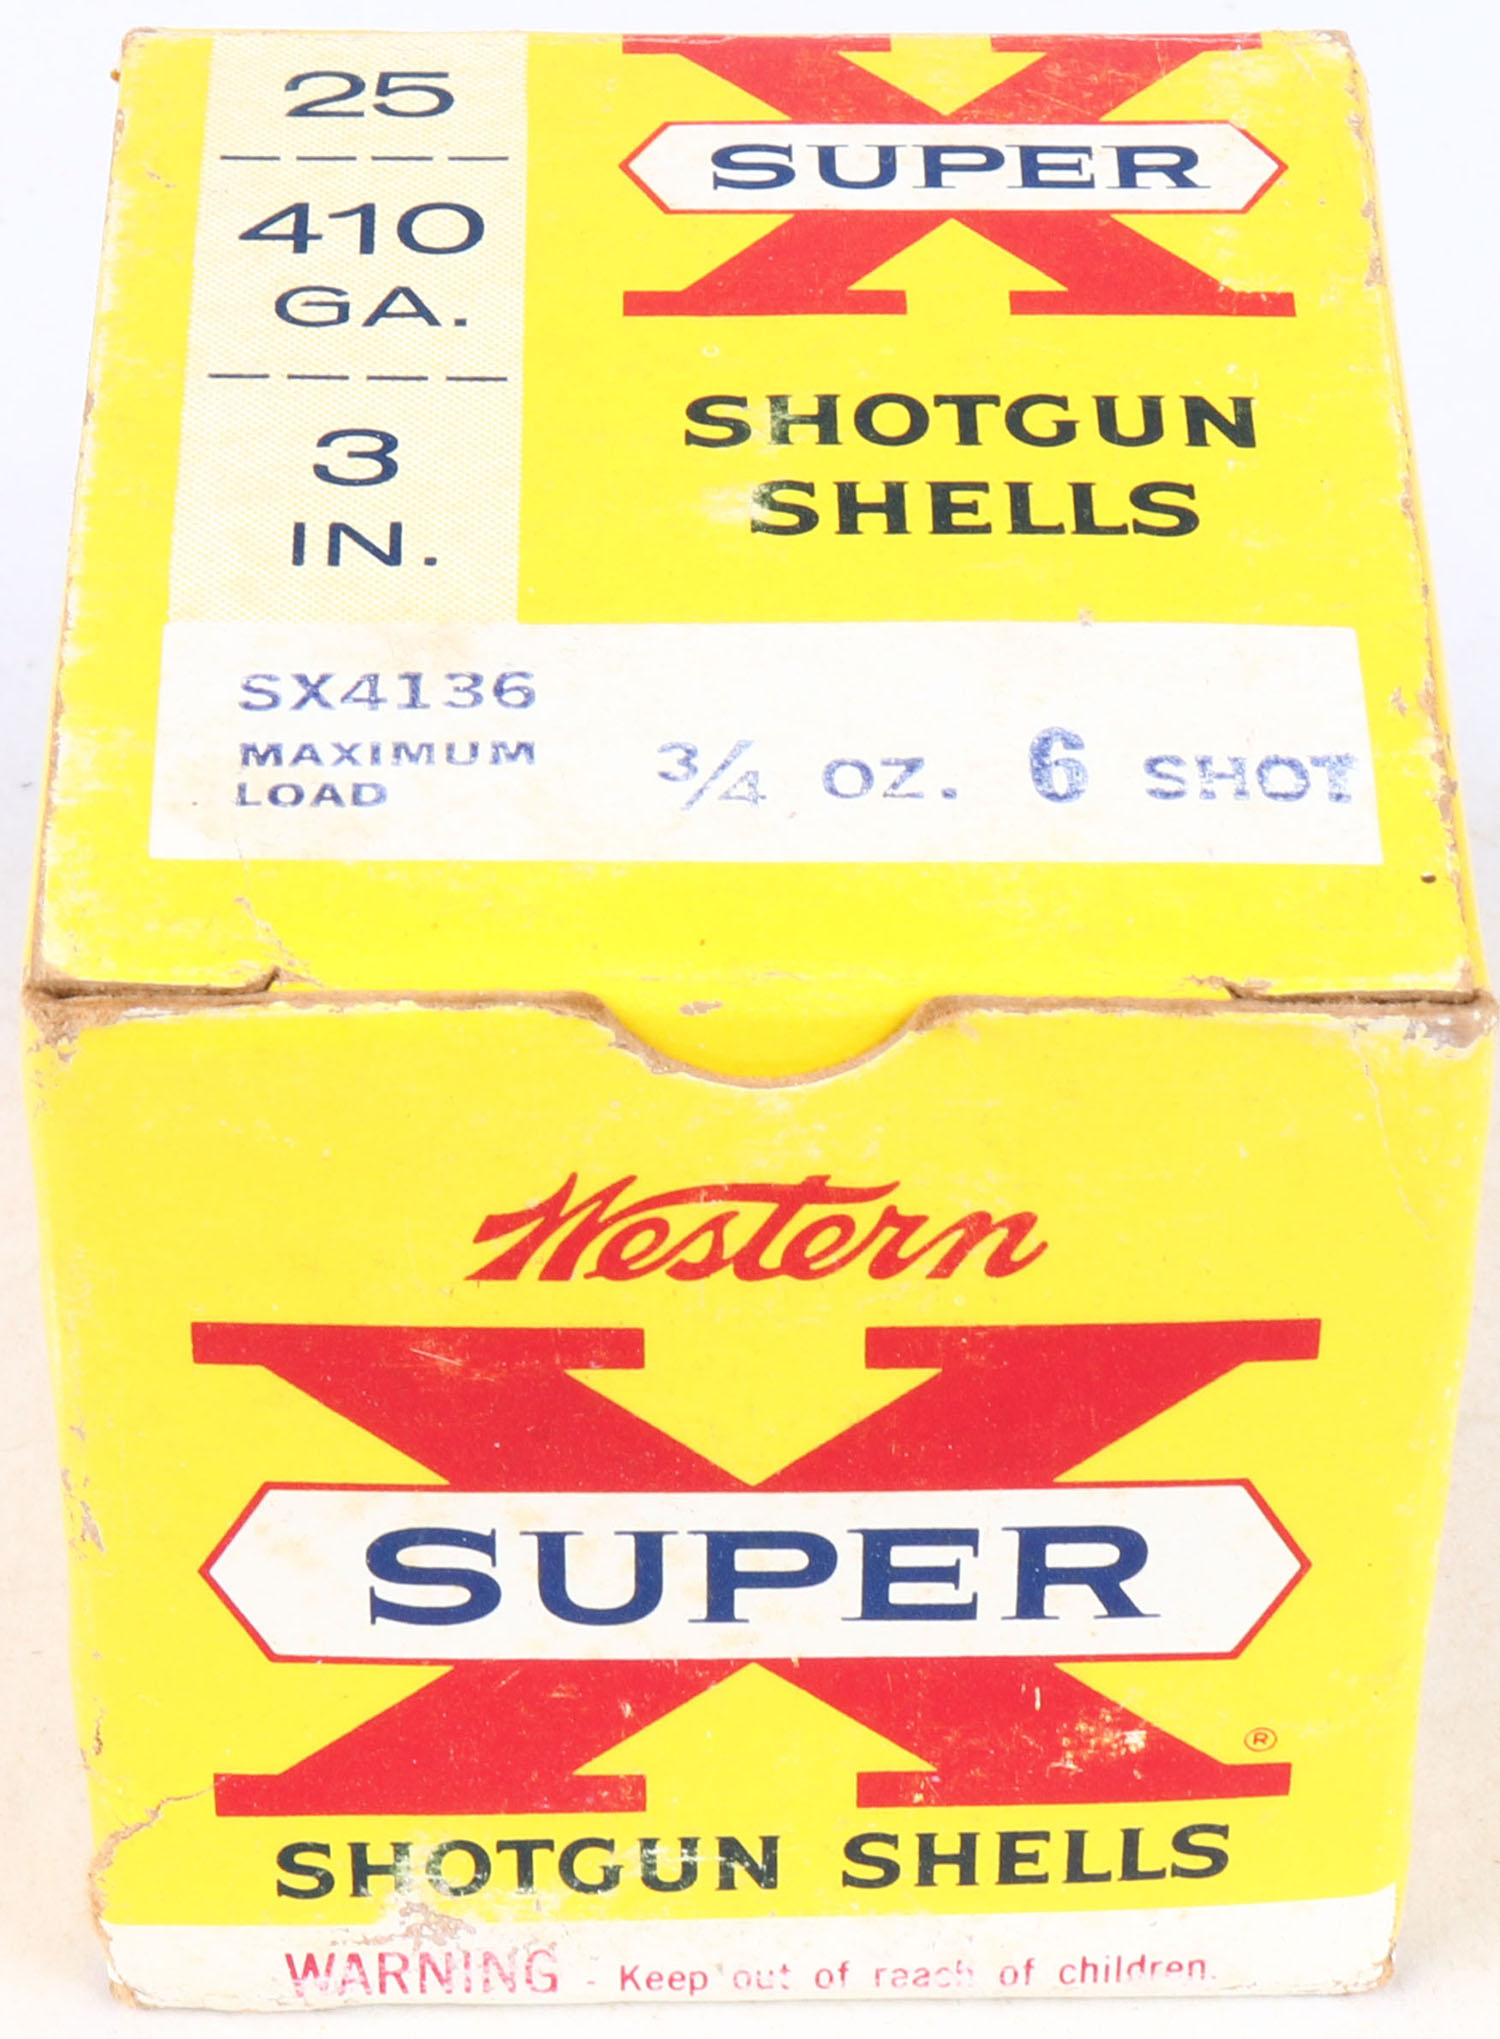 25
410
GA.
3
IN.
X
SUPER
SHOTGUN
SHELLS
SX4136
MAXIMUM
LOAD
3/4 OZ. 6 SHOT
Western
X
SUPER
®
SHOTGUN SHELLS
WARNING - Keep out of reach of children.